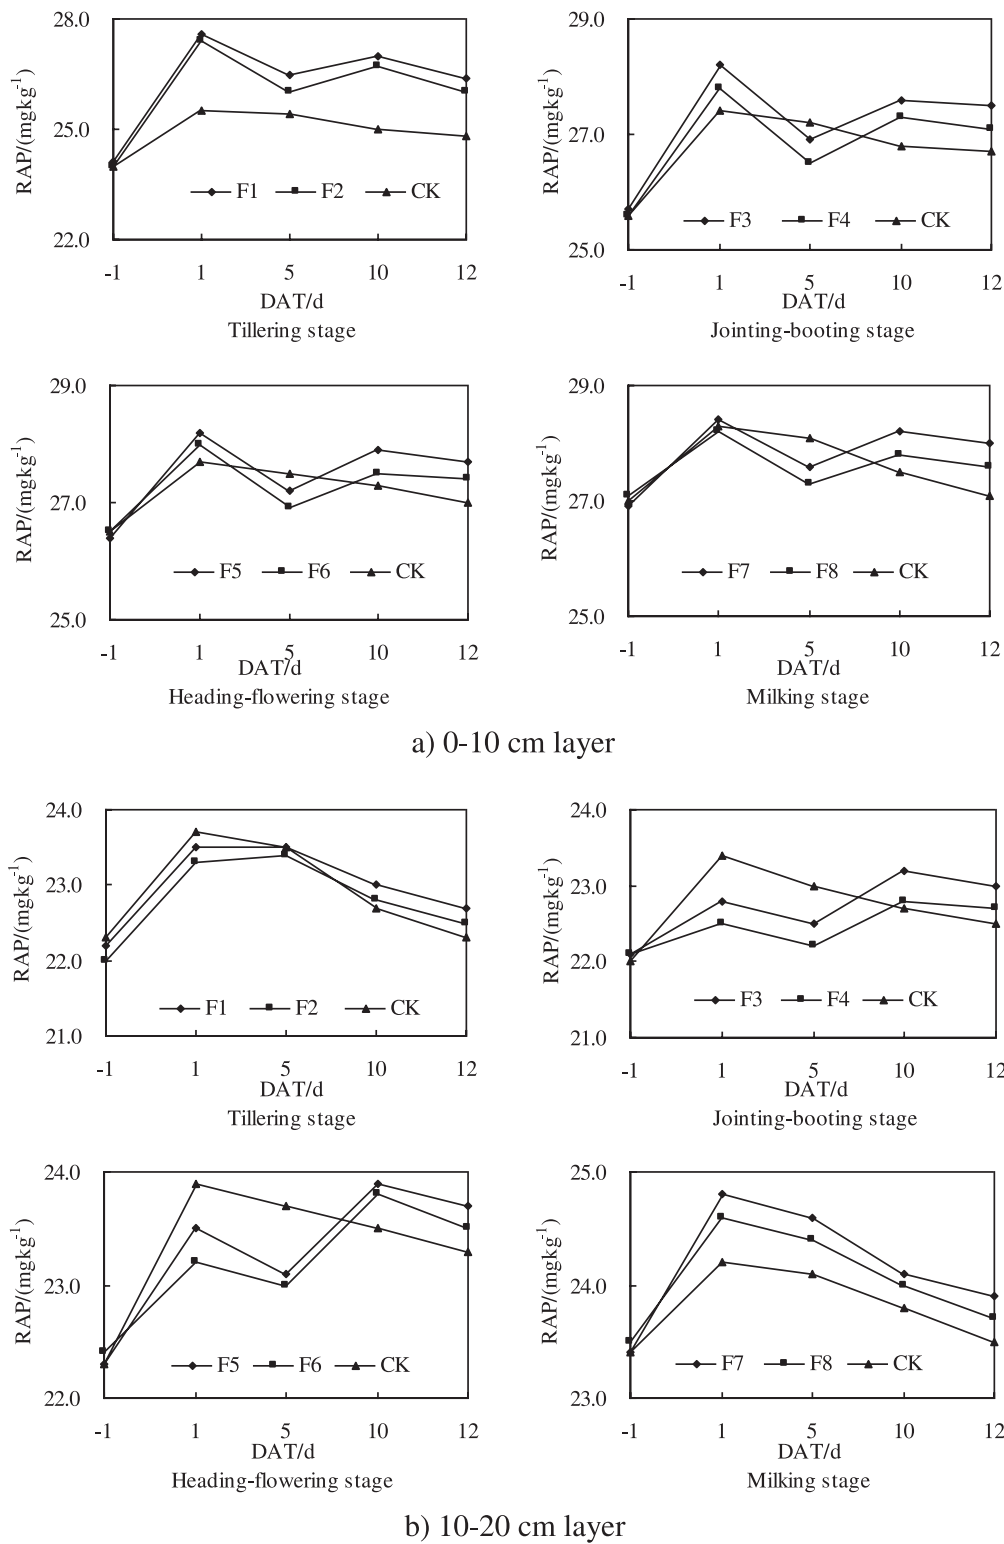 28.0
25.0
22.0
RAP/(mgkg⁻¹)
F1 F2 CK
-1 1 5 10 12
DAT/d
Tillering stage
29.0
27.0
25.0
RAP/(mgkg⁻¹)
F3 F4 CK
-1 1 5 10 12
DAT/d
Jointing-booting stage
29.0
27.0
25.0
RAP/(mgkg⁻¹)
F5 F6 CK
-1 1 5 10 12
DAT/d
Heading-flowering stage
29.0
27.0
25.0
RAP/(mgkg⁻¹)
F7 F8 CK
-1 1 5 10 12
DAT/d
Milking stage
a) 0-10 cm layer
24.0
23.0
22.0
21.0
RAP/(mgkg⁻¹)
F1 F2 CK
-1 1 5 10 12
DAT/d
Tillering stage
24.0
23.0
22.0
21.0
RAP/(mgkg⁻¹)
F3 F4 CK
-1 1 5 10 12
DAT/d
Jointing-booting stage
24.0
23.0
22.0
RAP/(mgkg⁻¹)
F5 F6 CK
-1 1 5 10 12
DAT/d
Heading-flowering stage
25.0
24.0
23.0
RAP/(mgkg⁻¹)
F7 F8 CK
-1 1 5 10 12
DAT/d
Milking stage
b) 10-20 cm layer